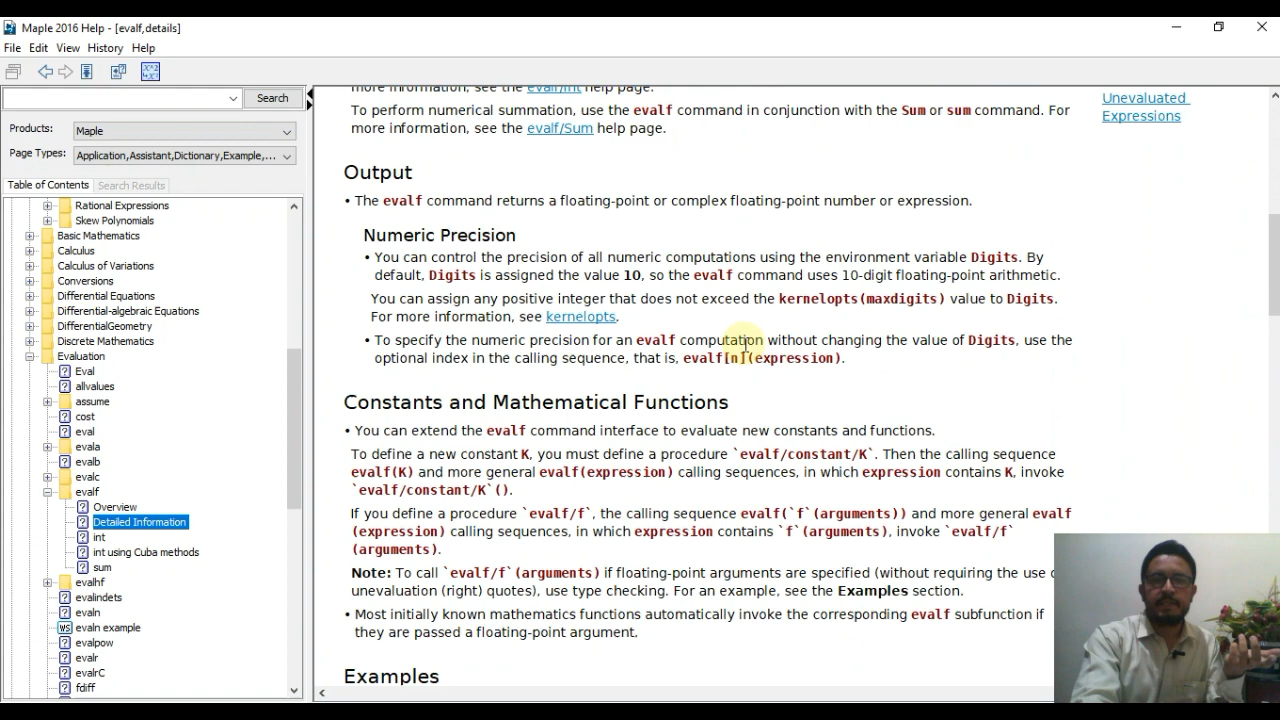 Maple 2016 Help - [evalf,details]
File Edit View History Help
Search
Products: Maple
Page Types: Application,Assistant,Dictionary,Example,...
Table of Contents Search Results
Rational Expressions
Skew Polynomials
Basic Mathematics
Calculus
Calculus of Variations
Conversions
Differential Equations
Differential-algebraic Equations
DifferentialGeometry
Discrete Mathematics
Evaluation
Eval
allvalues
assume
cost
eval
evala
evalb
evalc
evalf
Overview
Detailed Information
int
int using Cuba methods
sum
evalhf
evalindets
evaln
evaln example
evalpow
evalr
evalrC
fdiff
more information, see the evalf/int help page.
To perform numerical summation, use the evalf command in conjunction with the Sum or sum command. For
more information, see the evalf/Sum help page.
Output
• The evalf command returns a floating-point or complex floating-point number or expression.
Numeric Precision
• You can control the precision of all numeric computations using the environment variable Digits. By
default, Digits is assigned the value 10, so the evalf command uses 10-digit floating-point arithmetic.
You can assign any positive integer that does not exceed the kernelopts(maxdigits) value to Digits.
For more information, see kernelopts.
• To specify the numeric precision for an evalf computation without changing the value of Digits, use the
optional index in the calling sequence, that is, evalf[n](expression).
Constants and Mathematical Functions
• You can extend the evalf command interface to evaluate new constants and functions.
To define a new constant K, you must define a procedure `evalf/constant/K`. Then the calling sequence
evalf(K) and more general evalf(expression) calling sequences, in which expression contains K, invoke
`evalf/constant/K`().
If you define a procedure `evalf/f`, the calling sequence evalf(`f`(arguments)) and more general evalf
(expression) calling sequences, in which expression contains `f`(arguments), invoke `evalf/f`
(arguments).
Note: To call `evalf/f`(arguments) if floating-point arguments are specified (without requiring the use
unevaluation (right) quotes), use type checking. For an example, see the Examples section.
• Most initially known mathematics functions automatically invoke the corresponding evalf subfunction if
they are passed a floating-point argument.
Examples
Unevaluated
Expressions